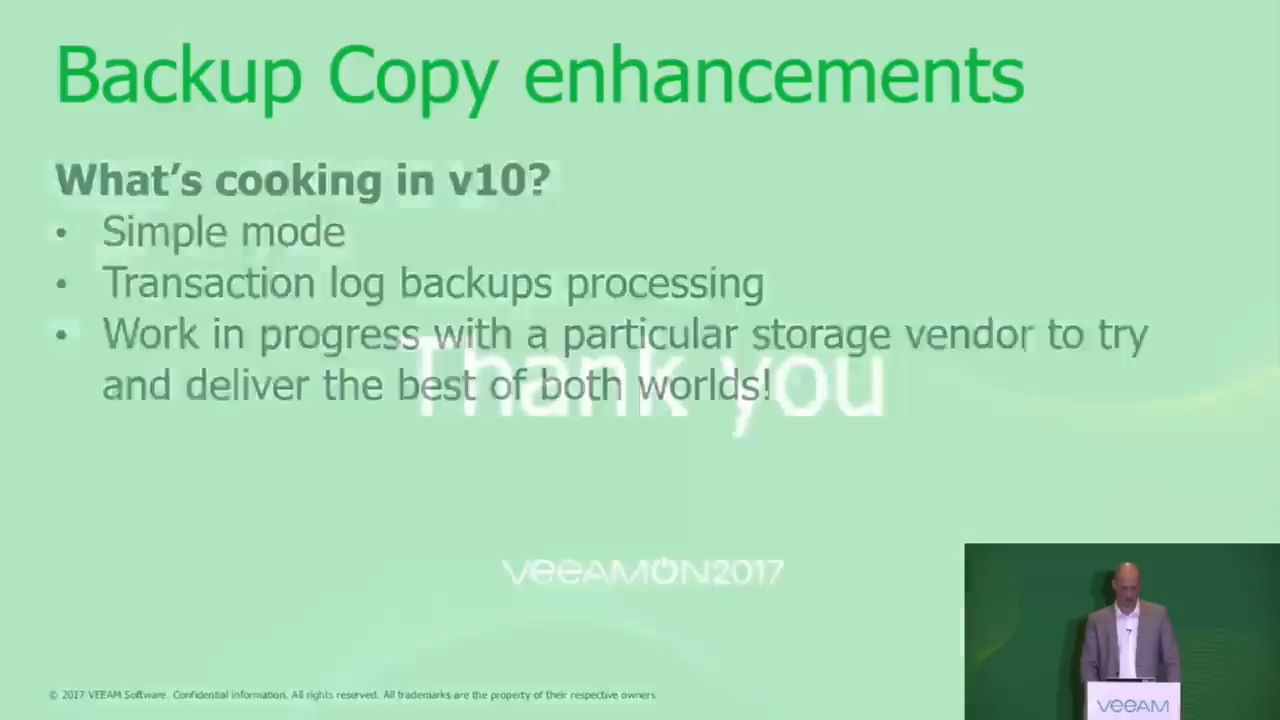 Backup Copy enhancements
What's cooking in v10?
• Simple mode
• Transaction log backups processing
• Work in progress with a particular storage vendor to try
and deliver the best of both worlds!
Thank you
VEEAMON2017
© 2017 VEEAM Software. Confidential information. All rights reserved. All trademarks are the property of their respective owners
VEEAM